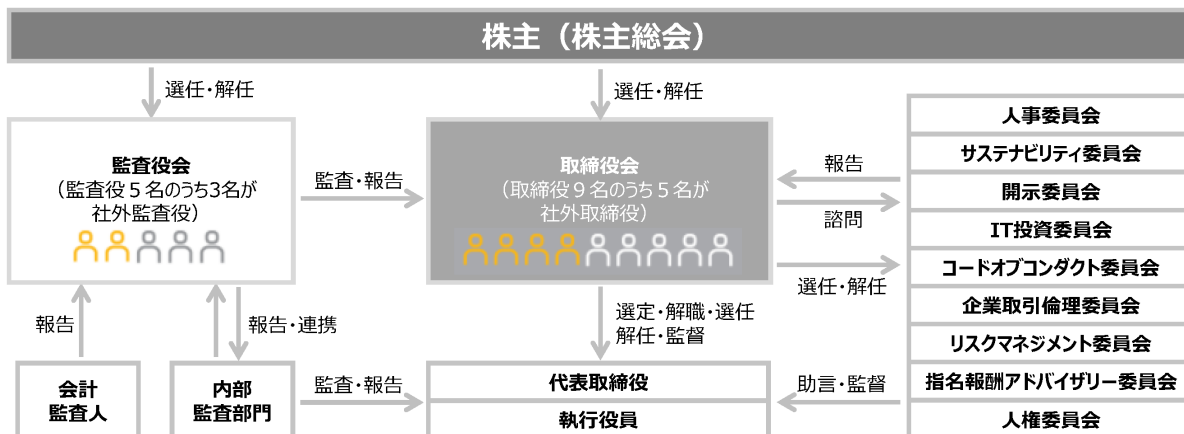 株主（株主総会）
選任・解任
選任・解任
監査役会
（監査役５名のうち3名が
社外監査役）
監査・報告
取締役会
（取締役９名のうち５名が
社外取締役）
報告
諮問
選任・解任
人事委員会
サステナビリティ委員会
開示委員会
IT投資委員会
コードオブコンダクト委員会
企業取引倫理委員会
リスクマネジメント委員会
指名報酬アドバイザリー委員会
人権委員会
報告
報告・連携
選定・解職・選任
解任・監督
会計
監査人
内部
監査部門
監査・報告
代表取締役
執行役員
助言・監督